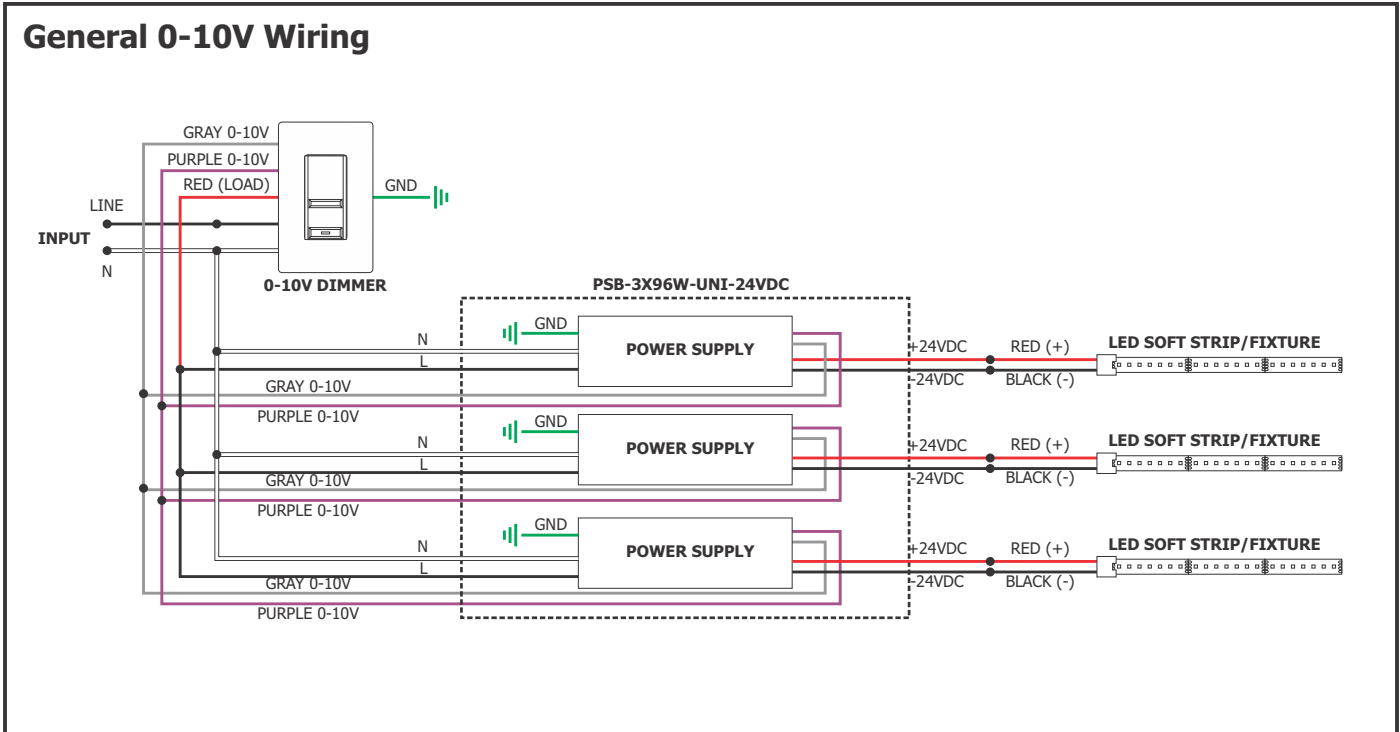 General 0-10V Wiring
GRAY 0-10V
PURPLE 0-10V
RED (LOAD)
GND
LINE
INPUT
N
0-10V DIMMER
PSB-3X96W-UNI-24VDC
GND
N
L
POWER SUPPLY
+24VDC
RED (+)
LED SOFT STRIP/FIXTURE
-24VDC
BLACK (-)
GRAY 0-10V
PURPLE 0-10V
GND
N
L
POWER SUPPLY
+24VDC
RED (+)
LED SOFT STRIP/FIXTURE
-24VDC
BLACK (-)
GRAY 0-10V
PURPLE 0-10V
GND
N
L
POWER SUPPLY
+24VDC
RED (+)
LED SOFT STRIP/FIXTURE
-24VDC
BLACK (-)
GRAY 0-10V
PURPLE 0-10V